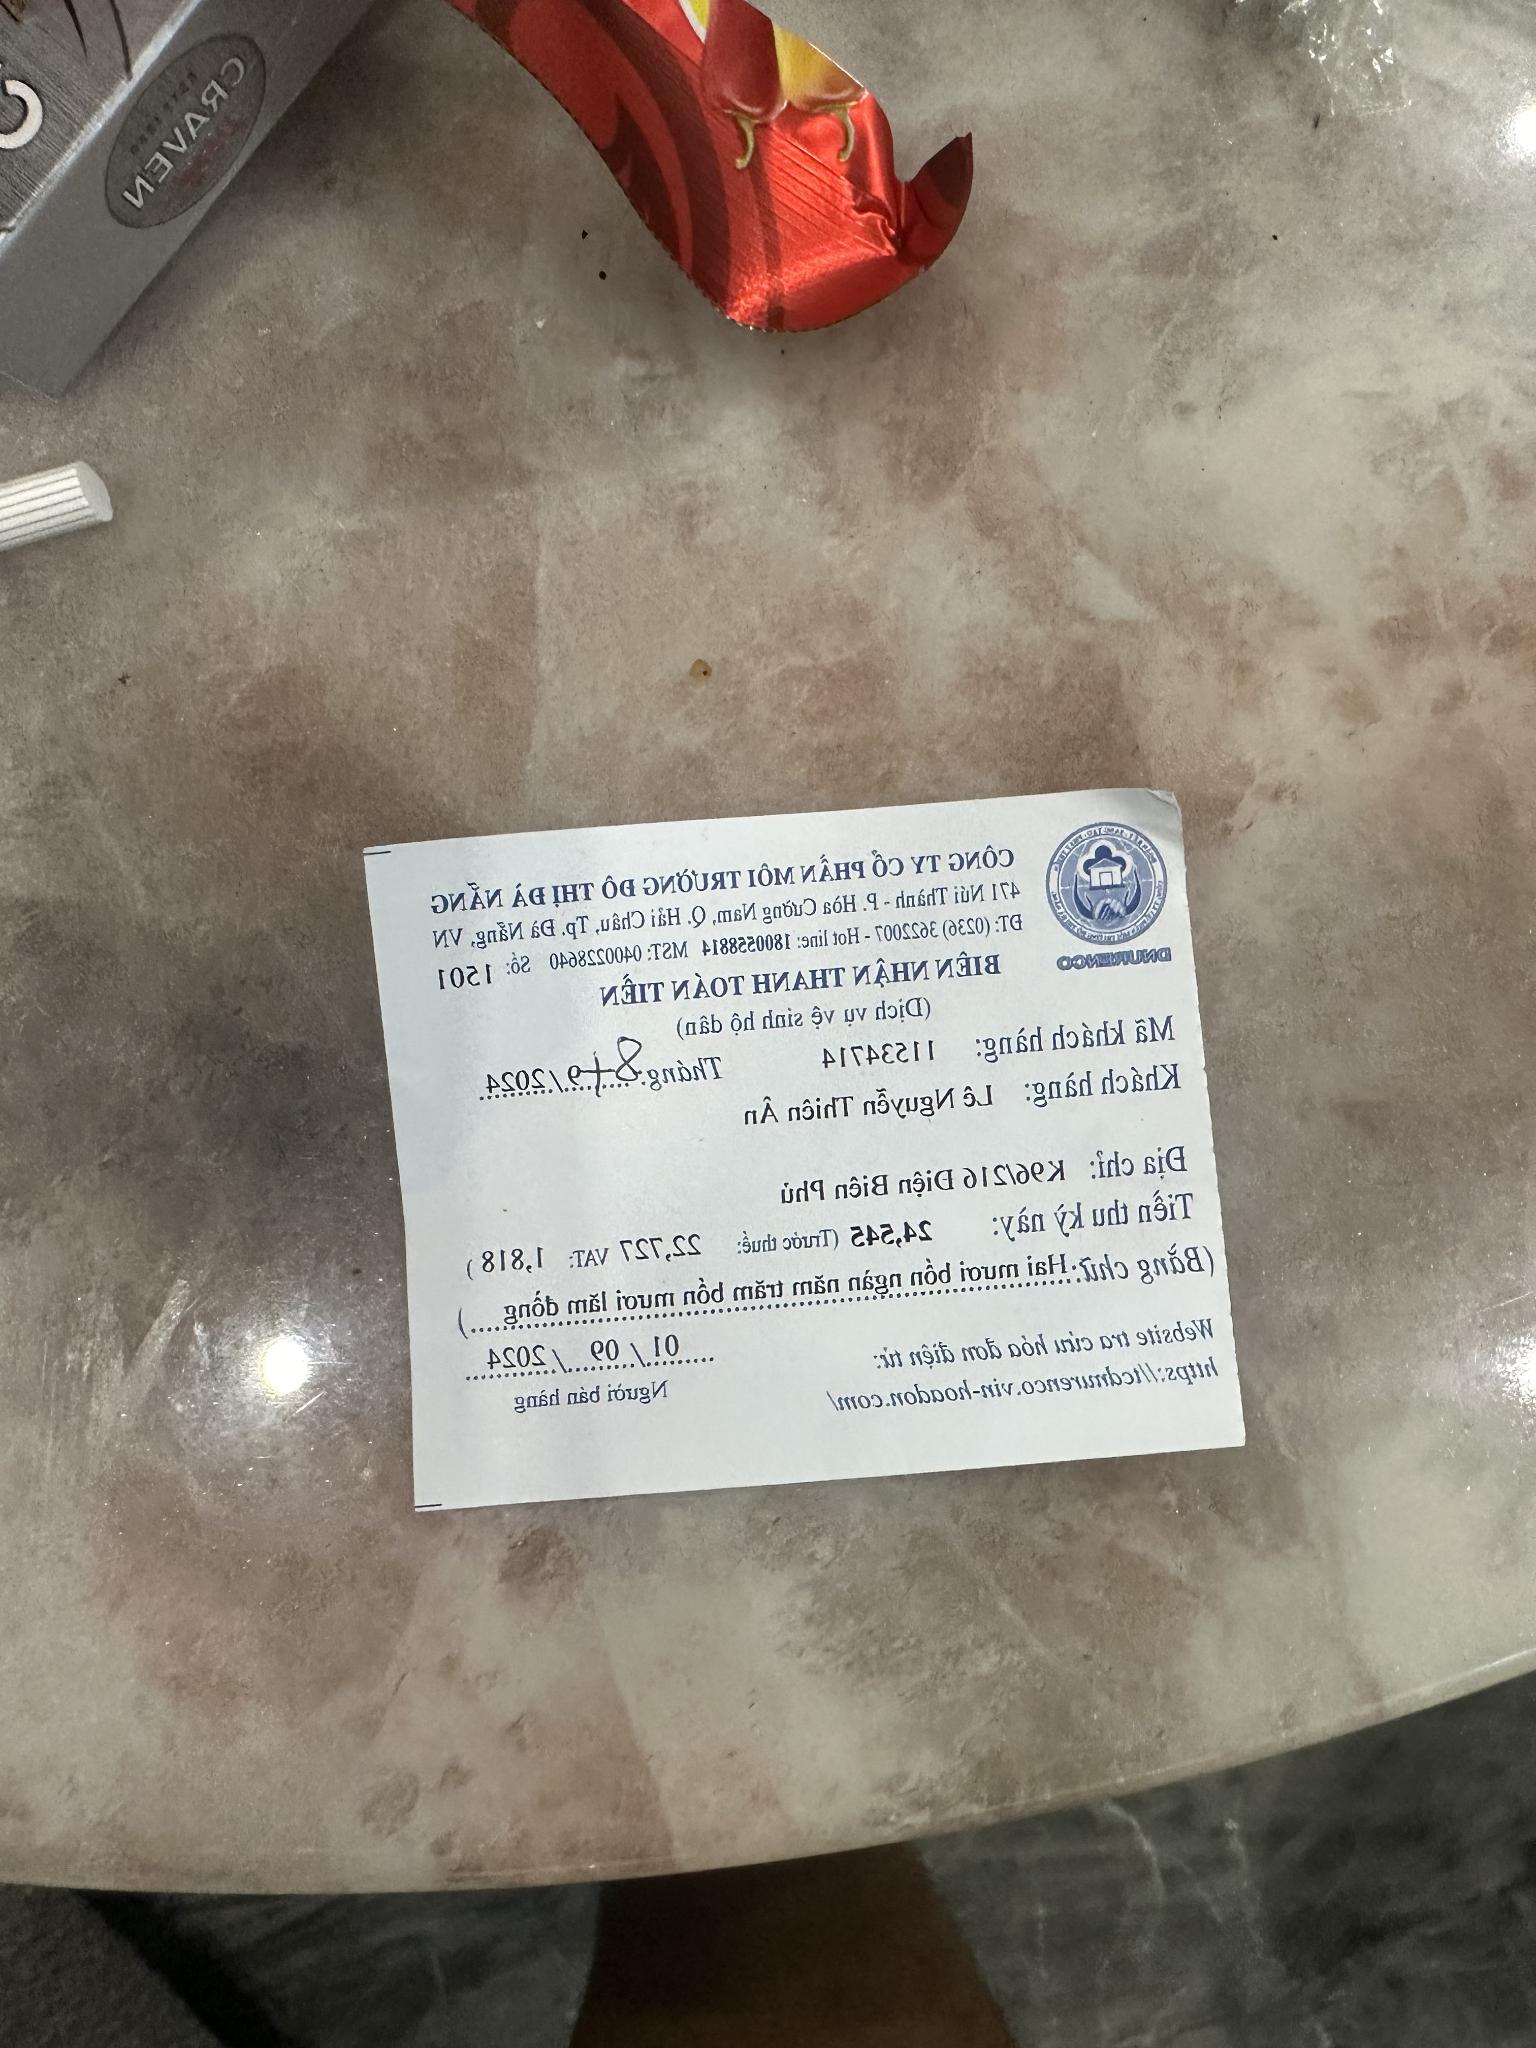 CRAVEN
CÔNG TY CỔ PHẦN MÔI TRƯỜNG ĐÔ THỊ ĐÀ NẴNG
471 Núi Thành - P. Hòa Cường Nam, Q. Hải Châu, Tp. Đà Nẵng, VN
ĐT: (0236) 3622007 - Hot line: 1800558814 MST: 0400228640 Số: 1501
DNURENCO
BIÊN NHẬN THANH TOÁN TIỀN
(Dịch vụ vệ sinh hộ dân)
Mã khách hàng: 11534714 Tháng 8+9/2024
Khách hàng: Lê Nguyễn Thiên Ân
Địa chỉ: K96/216 Điện Biên Phủ
Tiền thu kỳ này: 24,545 (Trước thuế: 22,727 VAT: 1,818)
(Bằng chữ: Hai mươi bốn ngàn năm trăm bốn mươi lăm đồng.....)
Website tra cứu hóa đơn điện tử:
https://tcdnurenco.vin-hoadon.com/
01/ 09 / 2024
Người bán hàng